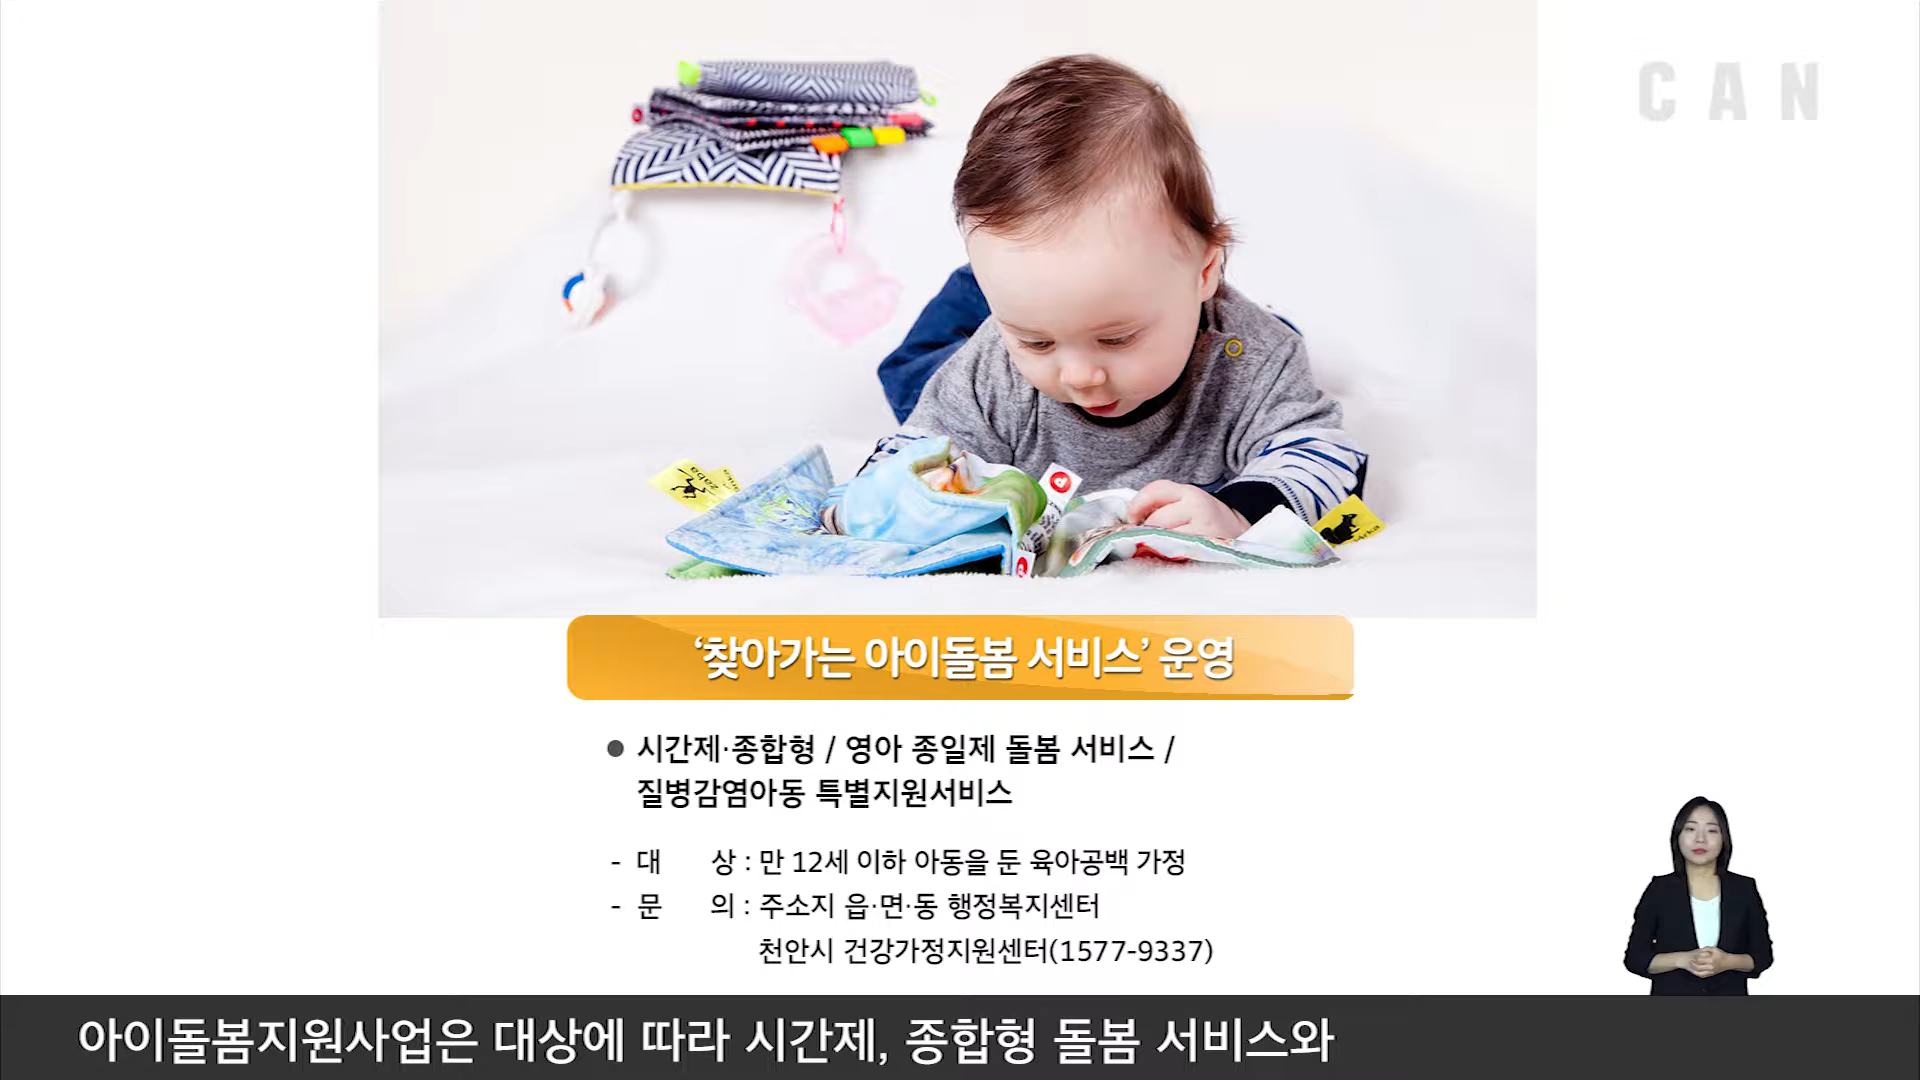 CAN
zaba
‘찾아가는 아이돌봄 서비스’ 운영
● 시간제·종합형 / 영아 종일제 돌봄 서비스 /
질병감염아동 특별지원서비스
- 대 상 : 만 12세 이하 아동을 둔 육아공백 가정
- 문 의 : 주소지 읍·면·동 행정복지센터
천안시 건강가정지원센터(1577-9337)
아이돌봄지원사업은 대상에 따라 시간제, 종합형 돌봄 서비스와